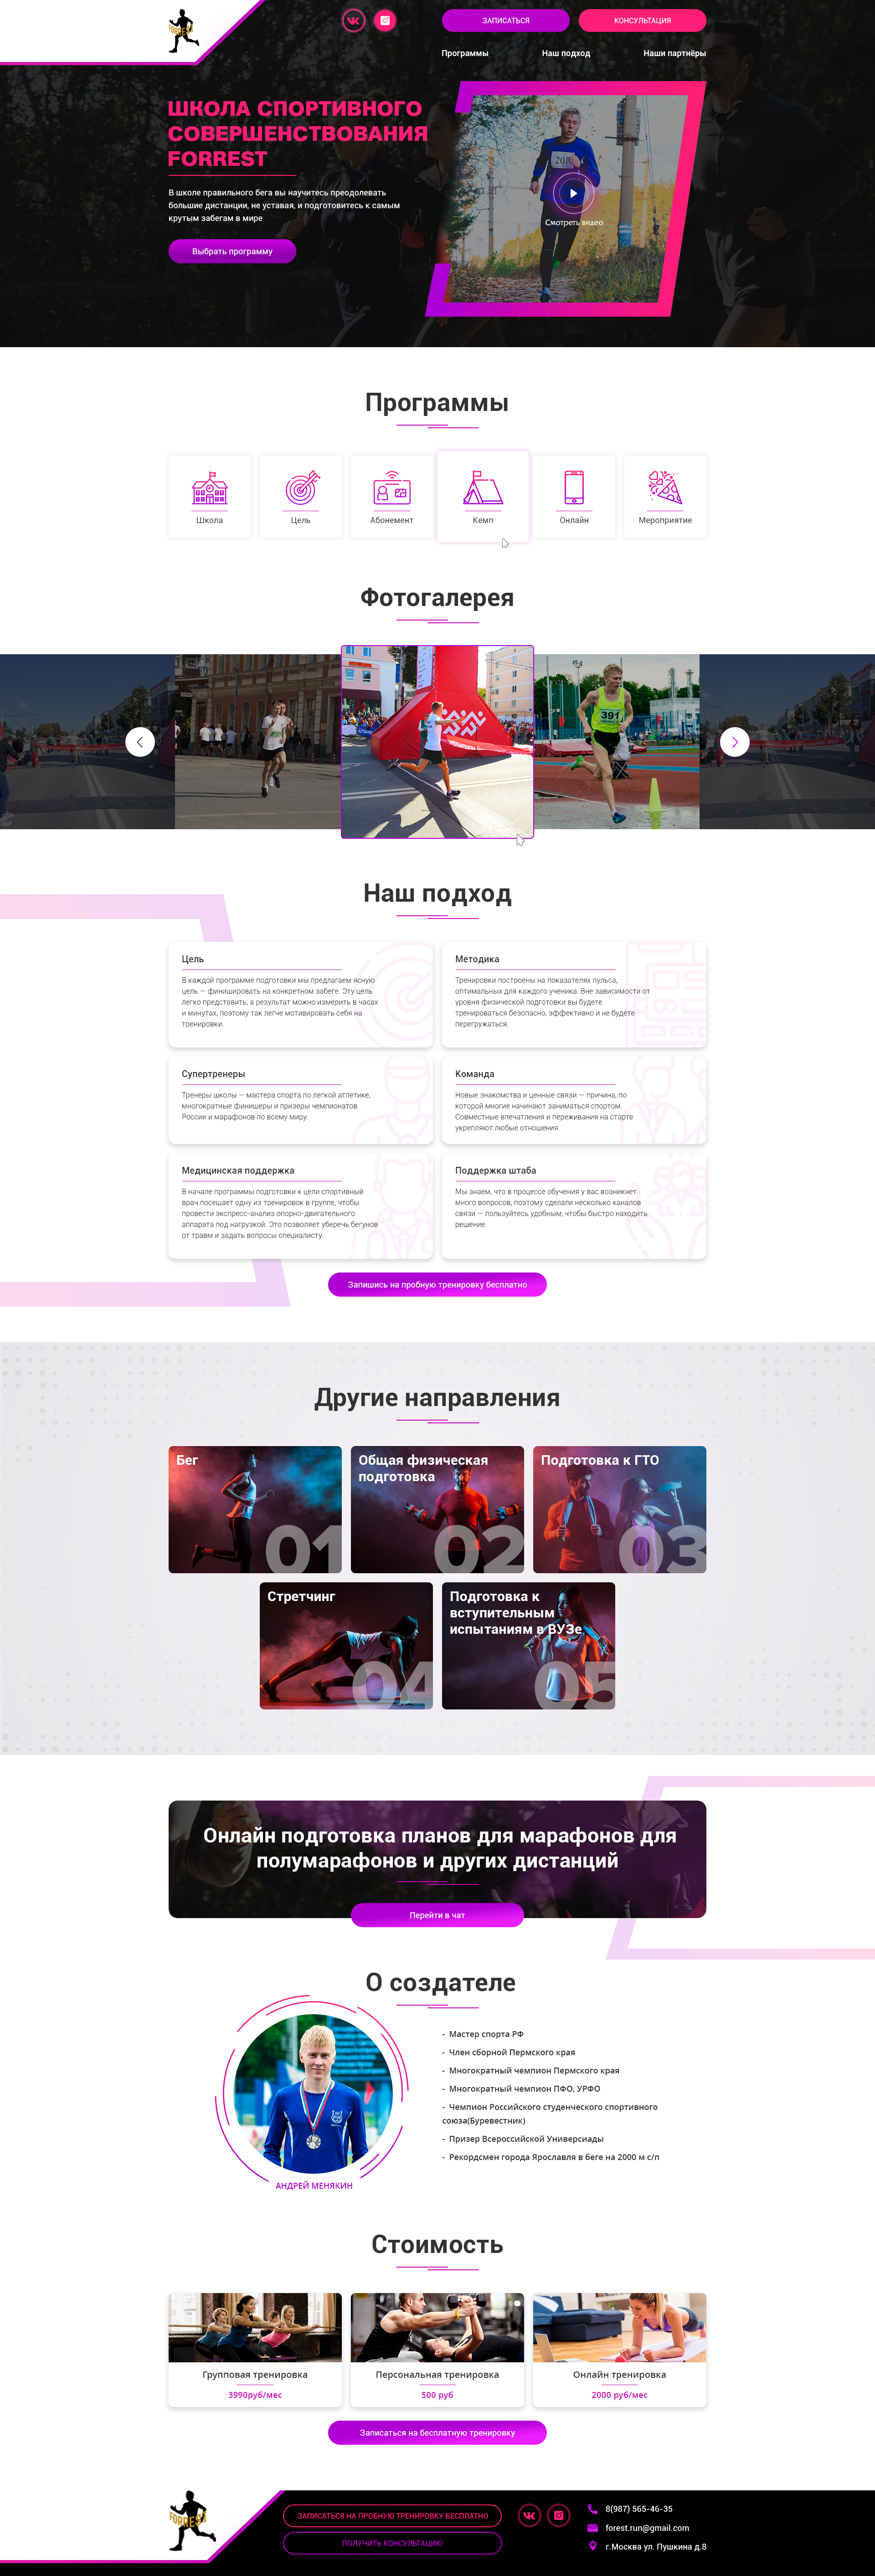 FORREST
ЗАПИСАТЬСЯ
КОНСУЛЬТАЦИЯ
Программы
Наш подход
Наши партнёры
ШКОЛА СПОРТИВНОГО
СОВЕРШЕНСТВОВАНИЯ
FORREST
В школе правильного бега вы научитесь преодолевать
большие дистанции, не уставая, и подготовитесь к самым
крутым забегам в мире
Выбрать программу
Смотреть видео
Программы
Школа
Цель
Абонемент
Кемп
Онлайн
Мероприятие
Фотогалерея
391
Наш подход
Цель
В каждой программе подготовки мы предлагаем ясную
цель — финишировать на конкретном забеге. Эту цель
легко представить, а результат можно измерить в часах
и минутах, поэтому так легче мотивировать себя на
тренировки.
Методика
Тренировки построены на показателях пульса,
оптимальных для каждого ученика. Вне зависимости от
уровня физической подготовки вы будете
тренироваться безопасно, эффективно и не будете
перегружаться.
Супертренеры
Тренеры школы — мастера спорта по легкой атлетике,
многократные финишеры и призеры чемпионатов
России и марафонов по всему миру.
Команда
Новые знакомства и ценные связи — причина, по
которой многие начинают заниматься спортом.
Совместные впечатления и переживания на старте
укрепляют любые отношения.
Медицинская поддержка
В начале программы подготовки к цели спортивный
врач посещает одну из тренировок в группе, чтобы
провести экспресс-анализ опорно-двигательного
аппарата под нагрузкой. Это позволяет уберечь бегунов
от травм и задать вопросы специалисту.
Поддержка штаба
Мы знаем, что в процессе обучения у вас возникнет
много вопросов, поэтому сделали несколько каналов
связи — пользуйтесь удобным, чтобы быстро находить
решение.
Запишись на пробную тренировку бесплатно
Другие направления
Бег
01
Общая физическая
подготовка
02
Подготовка к ГТО
03
Стретчинг
04
Подготовка к
вступительным
испытаниям в ВУЗе
05
Онлайн подготовка планов для марафонов для
полумарафонов и других дистанций
Перейти в чат
О создателе
АНДРЕЙ МЕНЯКИН
- Мастер спорта РФ
- Член сборной Пермского края
- Многократный чемпион Пермского края
- Многократный чемпион ПФО, УРФО
- Чемпион Российского студенческого спортивного
союза(Буревестник)
- Призер Всероссийской Универсиады
- Рекордсмен города Ярославля в беге на 2000 м с/п
Стоимость
Групповая тренировка
3990руб/мес
Персональная тренировка
500 руб
Онлайн тренировка
2000 руб/мес
Записаться на бесплатную тренировку
FORREST
ЗАПИСАТЬСЯ НА ПРОБНУЮ ТРЕНИРОВКУ БЕСПЛАТНО
ПОЛУЧИТЬ КОНСУЛЬТАЦИЮ
8(987) 565-46-35
forest.run@gmail.com
г.Москва ул. Пушкина д.8